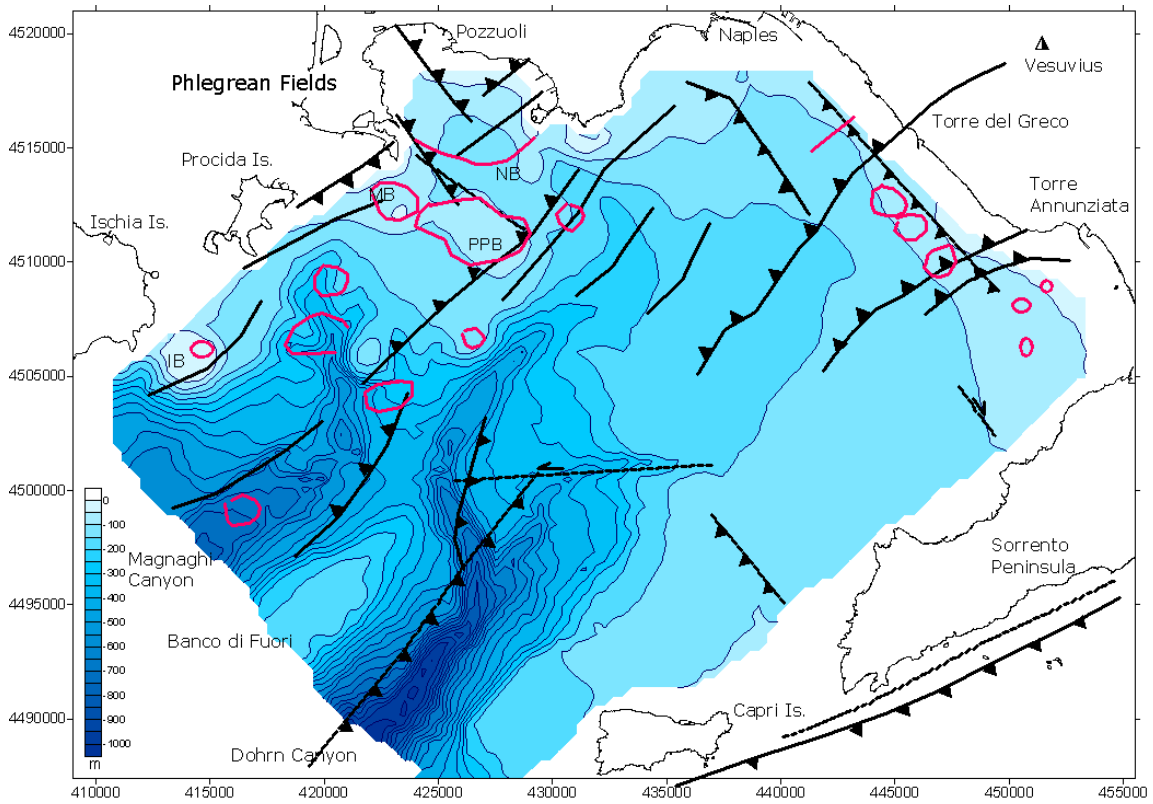 4520000
4515000
4510000
4505000
4500000
4495000
4490000
Pozzuoli
Naples
Vesuvius
Phlegrean Fields
Torre del Greco
Procida Is.
NB
MB
Torre
Annunziata
Ischia Is.
PPB
IB
0
-100
-200
-300
-400
-500
-600
-700
-800
-900
-1000
m
Magnaghi
Canyon
Sorrento
Peninsula
Banco di Fuori
Capri Is.
Dohrn Canyon
410000 415000 420000 425000 430000 435000 440000 445000 450000 455000